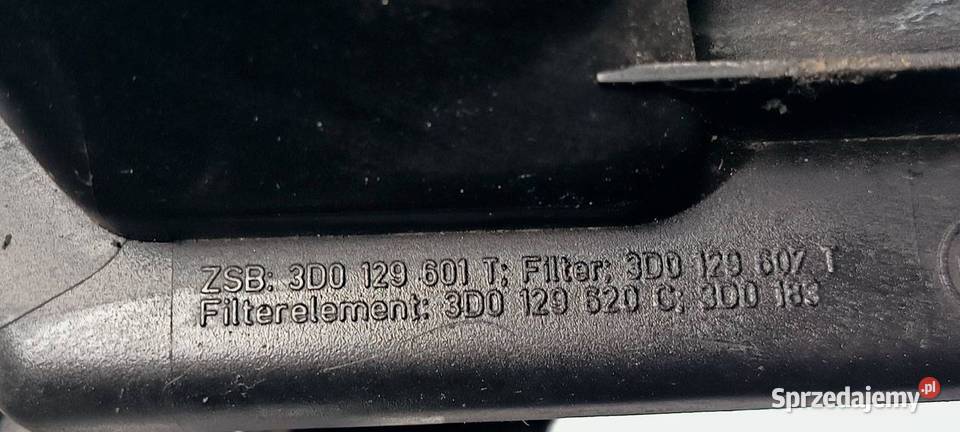 ZSB: 3D0 129 601 T; Filter: 3D0 129 607 T
Filterelement: 3D0 129 620 C; 3D0 183
Sprzedajemy.pl